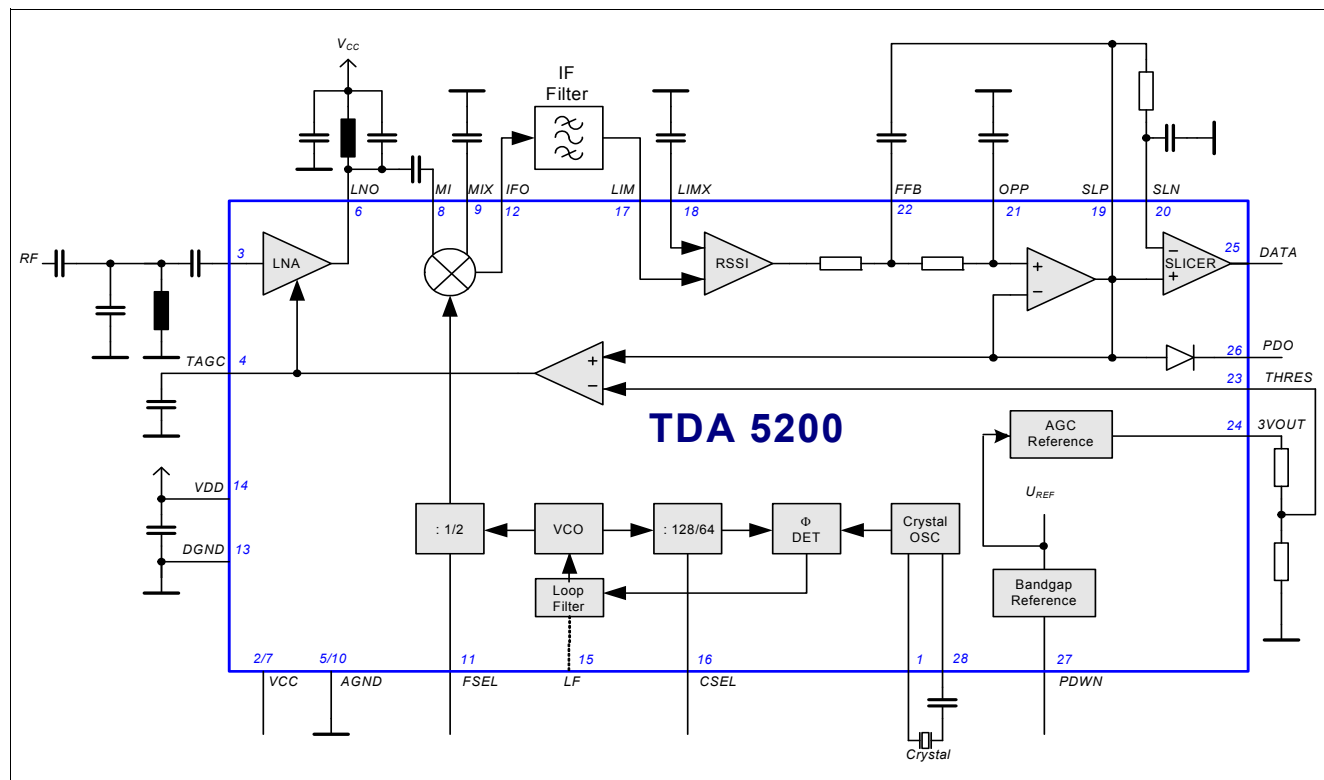 VCC
IF
Filter
LNO
MI
MIX
IFO
LIM
LIMX
FFB
OPP
SLP
SLN
6
8
9
12
17
18
22
21
19
20
RF
3
LNA
RSSI
+
−
−
SLICER
+
25
DATA
TAGC
4
+
−
26
PDO
23
THRES
TDA 5200
AGC
Reference
24
3VOUT
VDD
14
UREF
: 1/2
VCO
: 128/64
Φ
DET
Crystal
OSC
DGND
13
Loop
Filter
Bandgap
Reference
2/7
5/10
11
15
16
1
28
27
VCC
AGND
FSEL
LF
CSEL
PDWN
Crystal